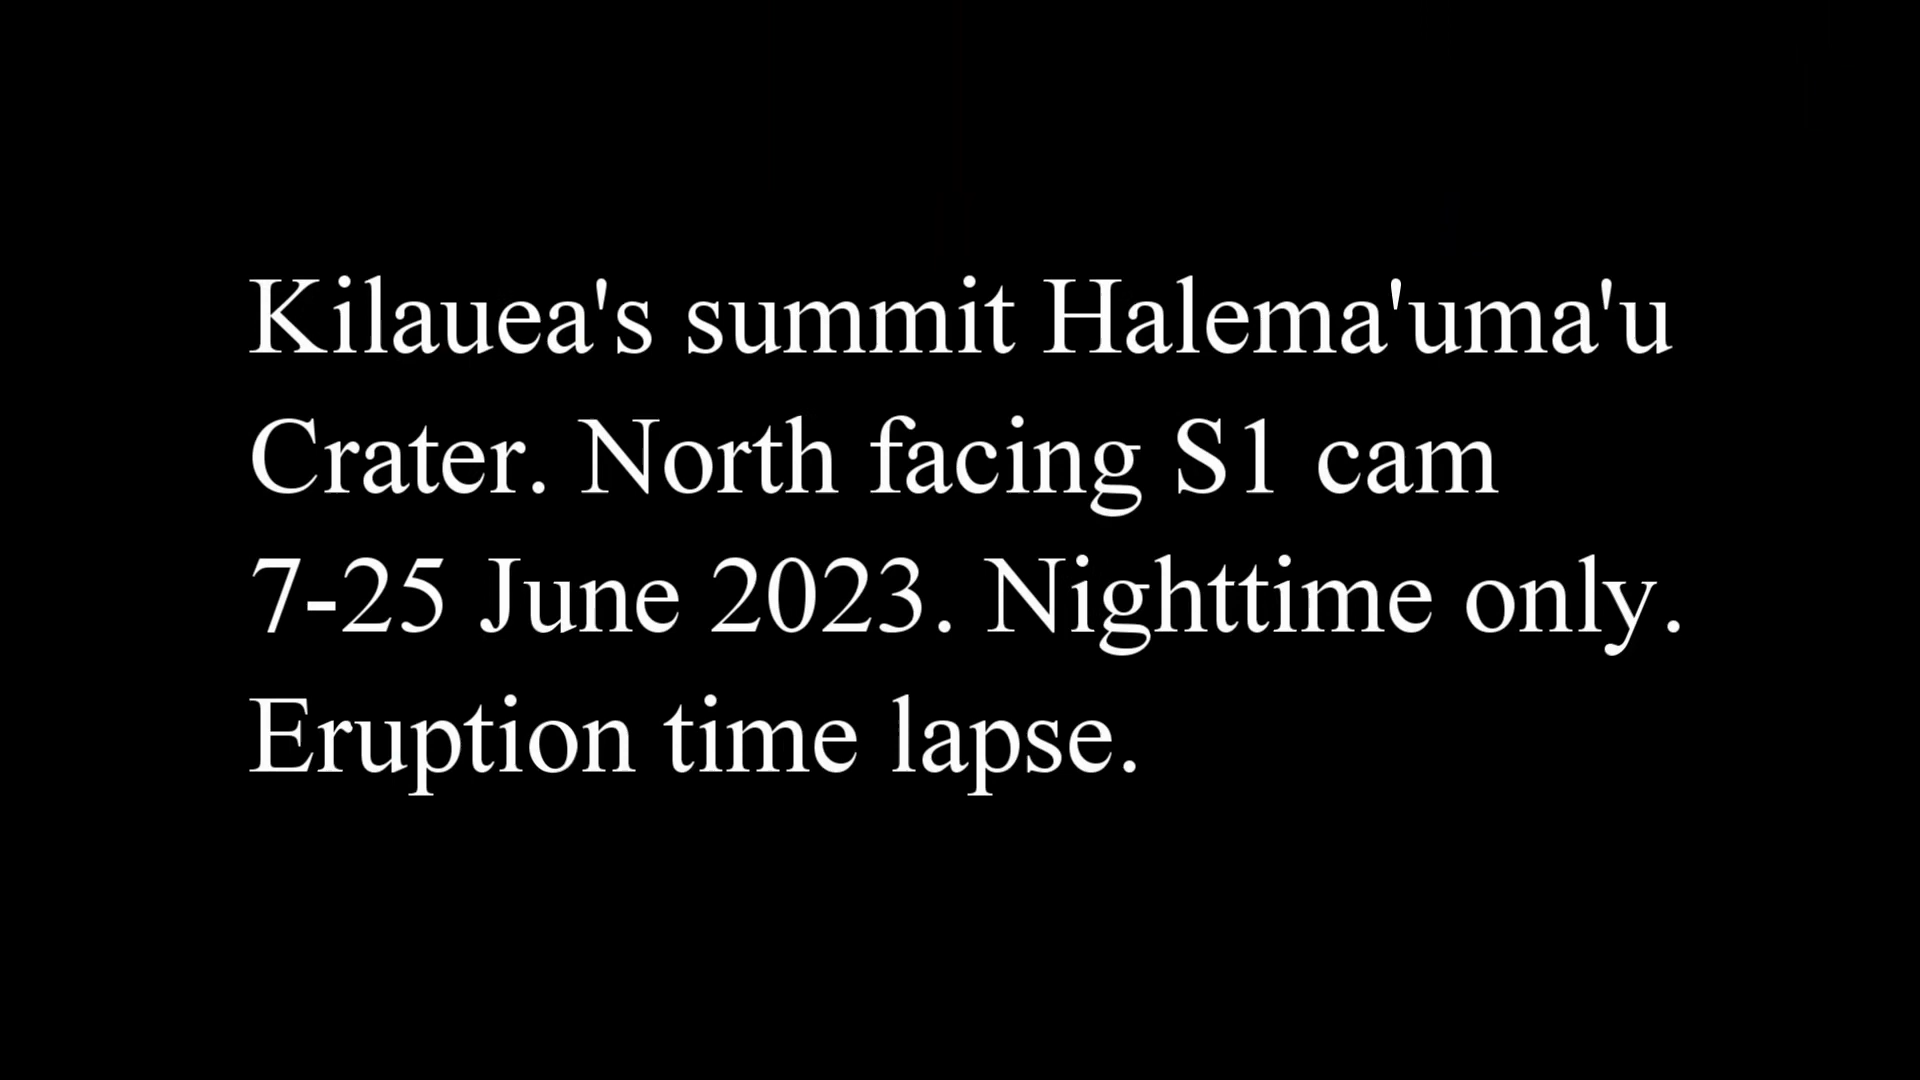 Kilauea's summit Halema'uma'u
Crater. North facing S1 cam
7-25 June 2023. Nighttime only.
Eruption time lapse.